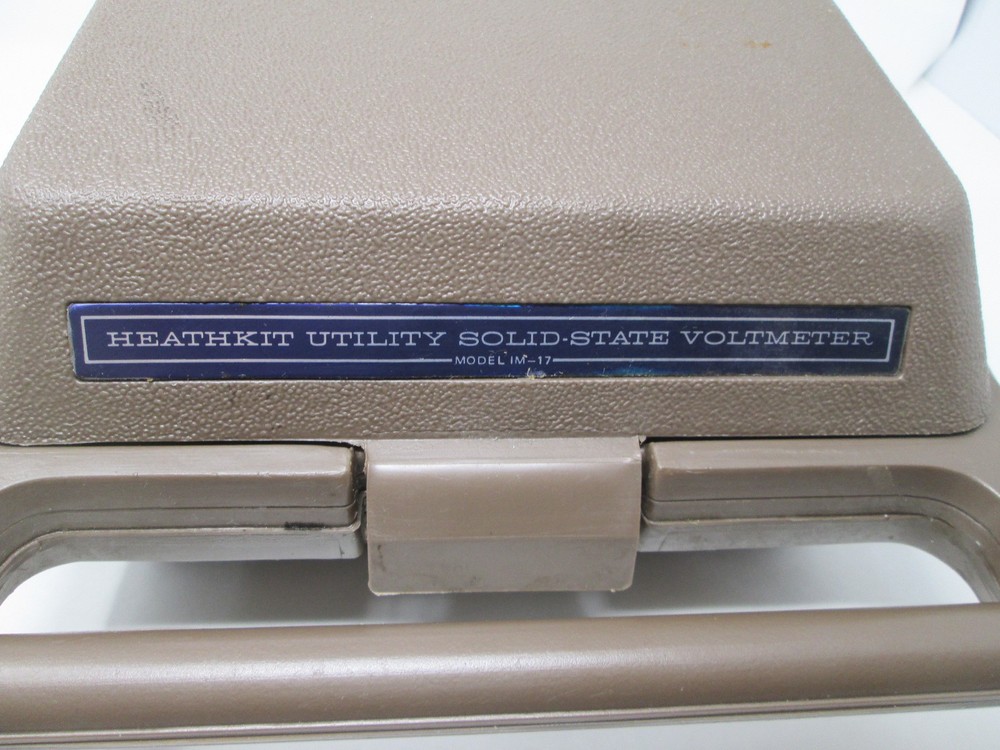 HEATHKIT UTILITY SOLID-STATE VOLTMETER
MODEL IM-17